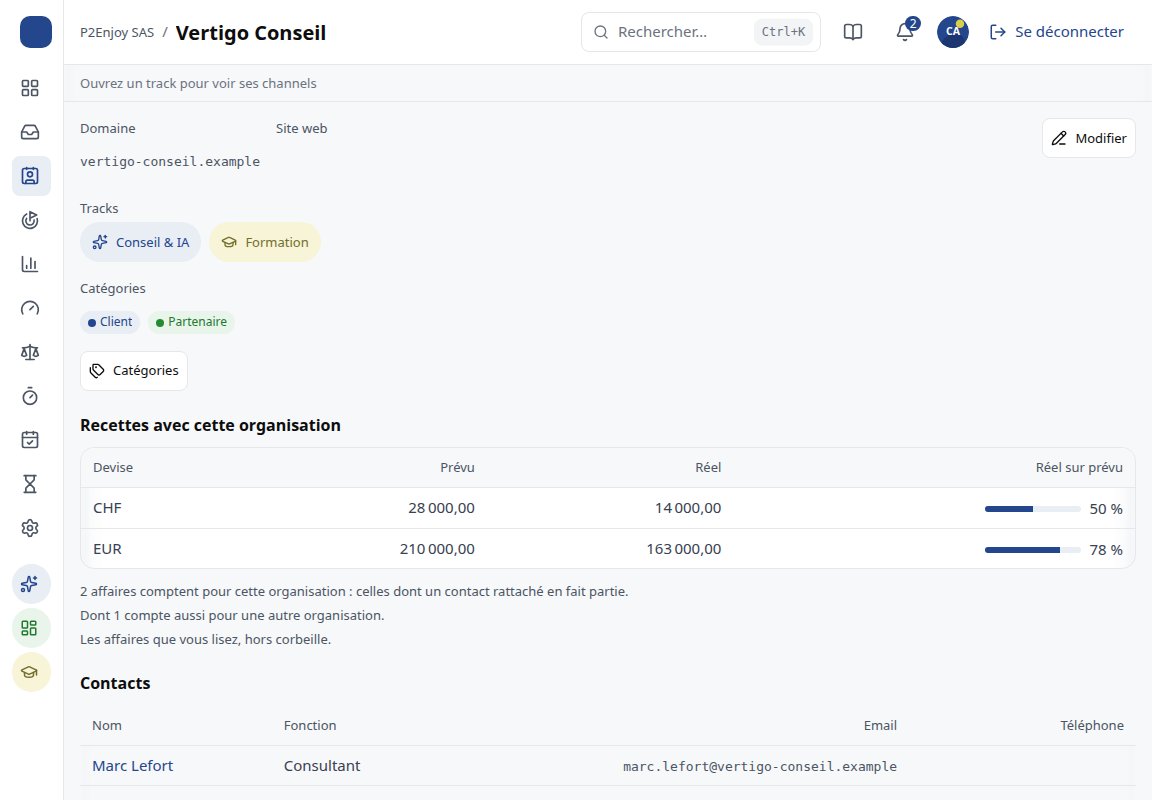 P2Enjoy SAS / Vertigo Conseil
Rechercher... Ctrl+K
2
CA
Se déconnecter
Ouvrez un track pour voir ses channels
Domaine Site web
Modifier
vertigo-conseil.example
Tracks
Conseil & IA Formation
Catégories
Client Partenaire
Catégories
Recettes avec cette organisation
Devise Prévu Réel Réel sur prévu
CHF 28 000,00 14 000,00 50 %
EUR 210 000,00 163 000,00 78 %
2 affaires comptent pour cette organisation : celles dont un contact rattaché en fait partie.
Dont 1 compte aussi pour une autre organisation.
Les affaires que vous lisez, hors corbeille.
Contacts
Nom Fonction Email Téléphone
Marc Lefort Consultant marc.lefort@vertigo-conseil.example